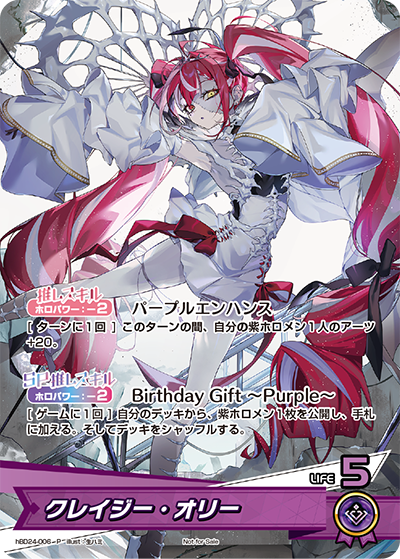 推しスキル
ホロパワー：－2
パープルエンハンス
[ ターンに1回 ] このターンの間、自分の紫ホロメン1人のアーツ
+20。
SP推しスキル
ホロパワー：－2
Birthday Gift ～Purple～
[ ゲームに1回 ] 自分のデッキから、紫ホロメン1枚を公開し、手札
に加える。そしてデッキをシャッフルする。
LIFE 5
クレイジー・オリー
hBD24-006 P illust：生ハミ
Not for Sale